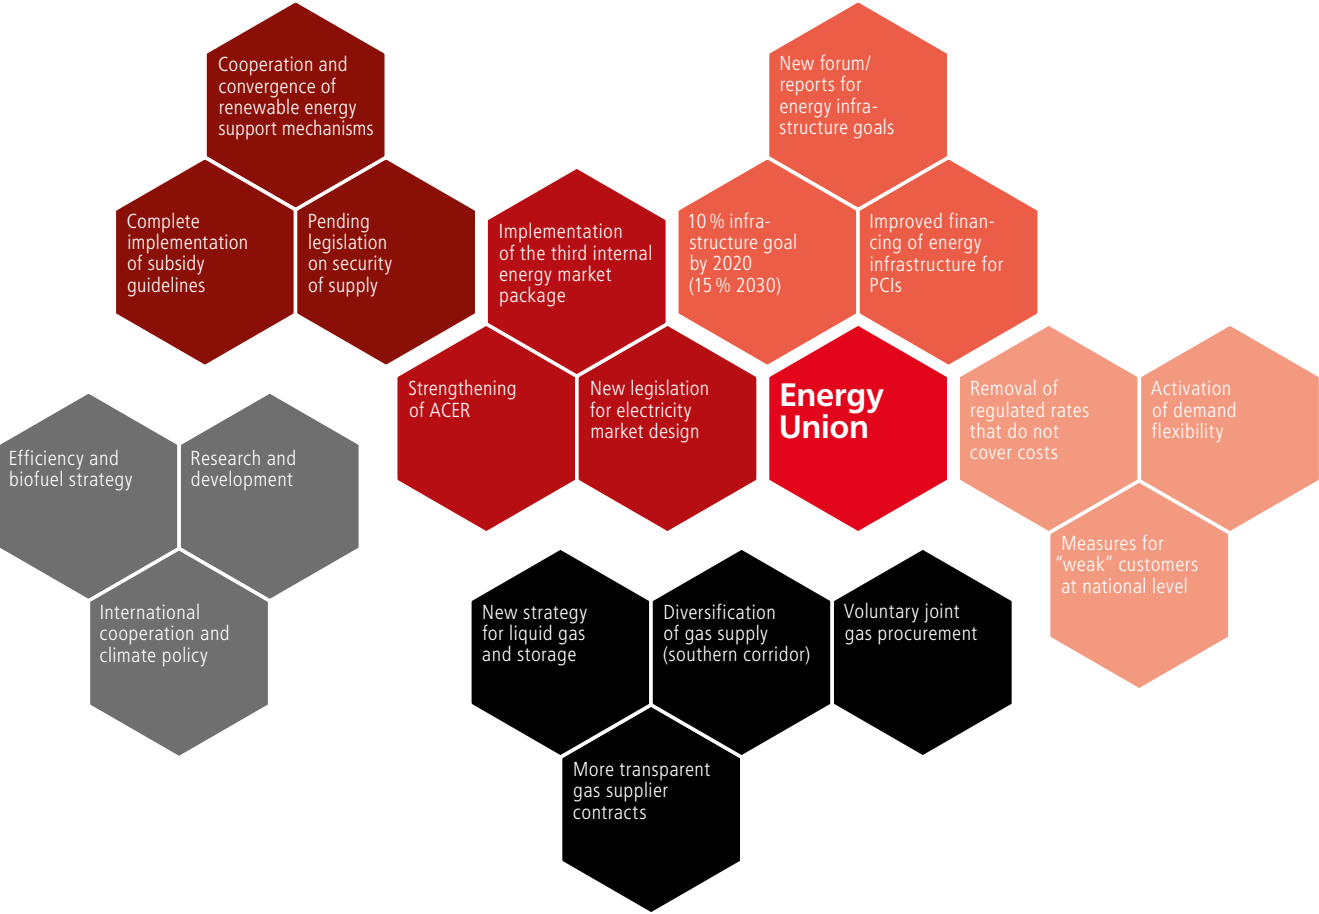 Cooperation and
convergence of
renewable energy
support mechanisms
Complete
implementation
of subsidy
guidelines
Pending
legislation
on security
of supply
Implementation
of the third internal
energy market
package
Strengthening
of ACER
New legislation
for electricity
market design
New forum/
reports for
energy infra-
structure goals
10 % infra-
structure goal
by 2020
(15 % 2030)
Improved finan-
cing of energy
infrastructure for
PCIs
Energy
Union
Removal of
regulated rates
that do not
cover costs
Activation
of demand
flexibility
Measures for
“weak” customers
at national level
Efficiency and
biofuel strategy
Research and
development
International
cooperation and
climate policy
New strategy
for liquid gas
and storage
Diversification
of gas supply
(southern corridor)
Voluntary joint
gas procurement
More transparent
gas supplier
contracts